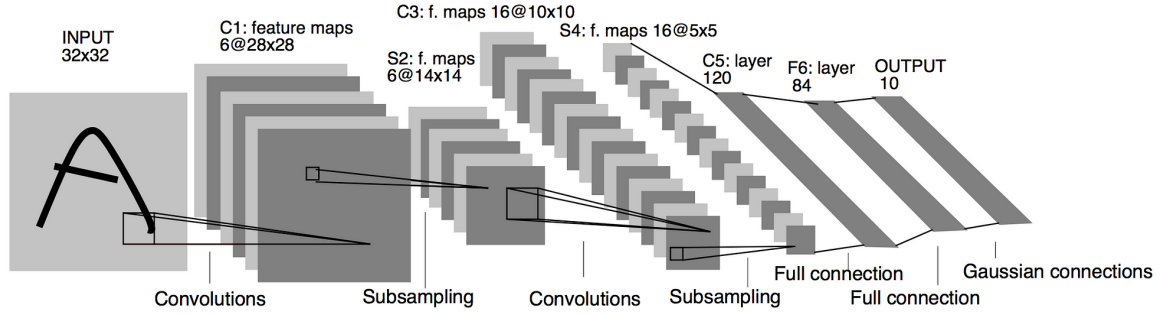 INPUT
32x32
C1: feature maps
6@28x28
S2: f. maps
6@14x14
C3: f. maps 16@10x10
S4: f. maps 16@5x5
C5: layer
120
F6: layer
84
OUTPUT
10
Convolutions
Subsampling
Convolutions
Subsampling
Full connection
Full connection
Gaussian connections
A